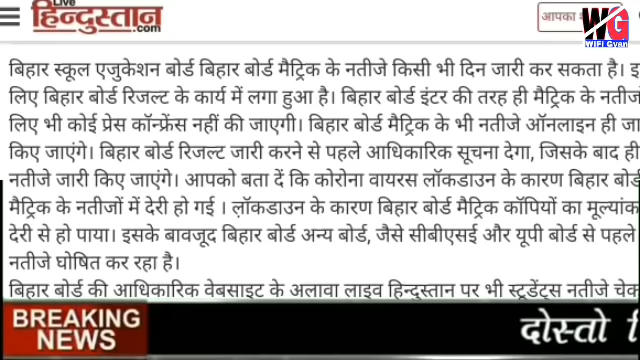 Live
हिन्दुस्तान
.com
आपका
WG
WIFI Gyan
बिहार स्कूल एजुकेशन बोर्ड बिहार बोर्ड मैट्रिक के नतीजे किसी भी दिन जारी कर सकता है।
लिए बिहार बोर्ड रिजल्ट के कार्य में लगा हुआ है। बिहार बोर्ड इंटर की तरह ही मैट्रिक के नतीजों
लिए भी कोई प्रेस कॉन्फ्रेंस नहीं की जाएगी। बिहार बोर्ड मैट्रिक के भी नतीजे ऑनलाइन ही
किए जाएंगे। बिहार बोर्ड रिजल्ट जारी करने से पहले आधिकारिक सूचना देगा, जिसके बाद ही
नतीजे जारी किए जाएंगे। आपको बता दें कि कोरोना वायरस लॉकडाउन के कारण बिहार बोर्ड
मैट्रिक के नतीजों में देरी हो गई । लॉकडाउन के कारण बिहार बोर्ड मैट्रिक कॉपियों का मूल्यांक
देरी से हो पाया। इसके बावजूद बिहार बोर्ड अन्य बोर्ड, जैसे सीबीएसई और यूपी बोर्ड से पहले
नतीजे घोषित कर रहा है।
बिहार बोर्ड की आधिकारिक वेबसाइट के अलावा लाइव हिन्दुस्तान पर भी स्टूडेंट्स नतीजे चेक
BREAKING
NEWS
दोस्तो